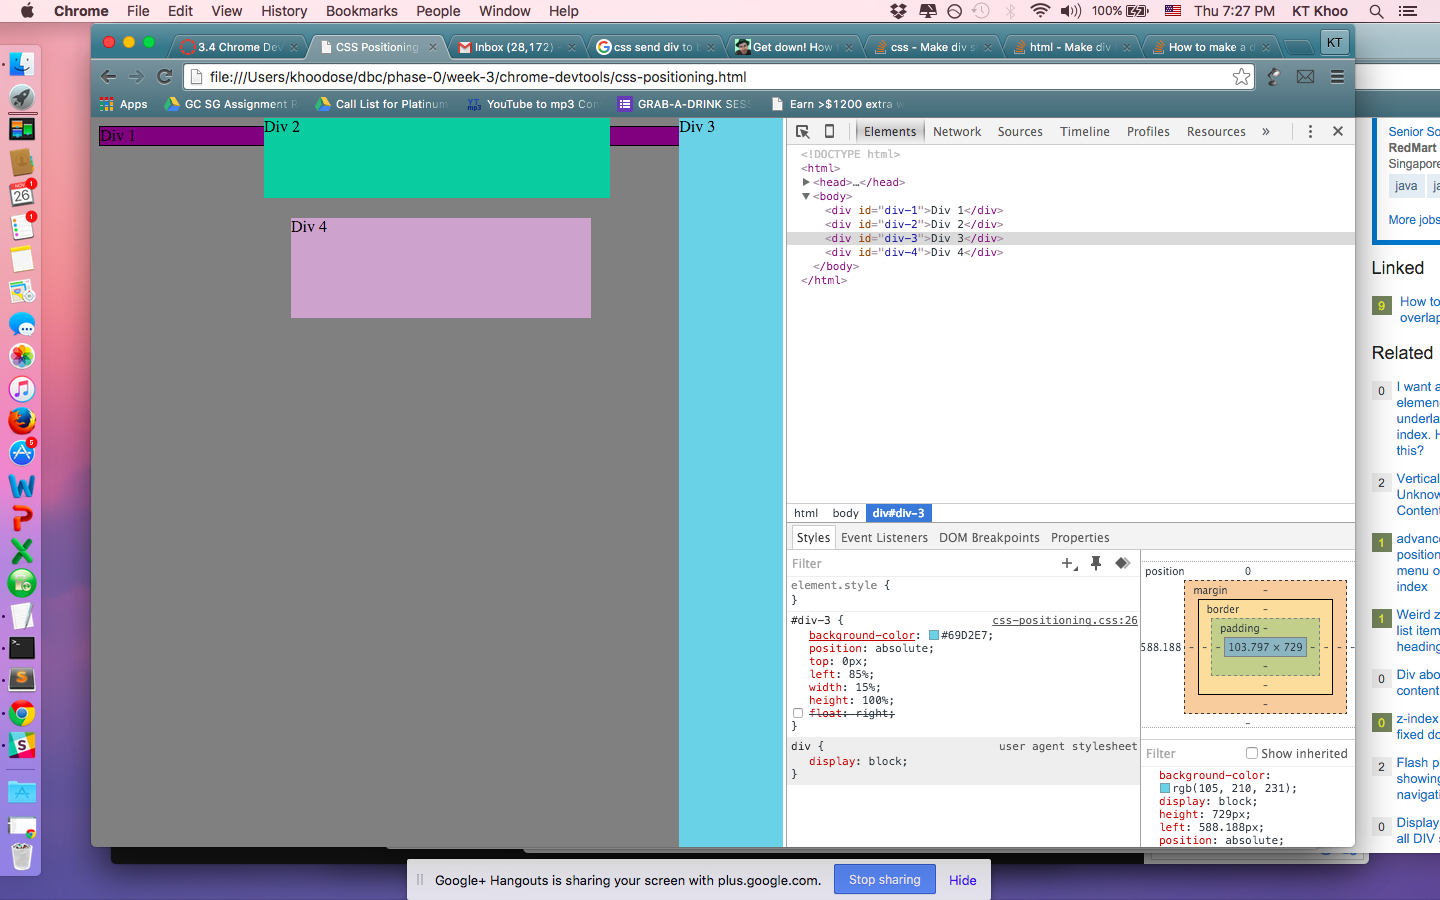 Chrome File Edit View History Bookmarks People Window Help 100% Thu 7:27 PM KT Khoo
3.4 Chrome Dev CSS Positioning Inbox (28,172) css send div to Get down! How css - Make div html - Make div How to make a KT
file:///Users/khoodose/dbc/phase-0/week-3/chrome-devtools/css-positioning.html
Apps GC SG Assignment Call List for Platinum YT mp3 YouTube to mp3 Con GRAB-A-DRINK SES Earn >$1200 extra
Div 1
Div 2
Div 3
Div 4
Elements Network Sources Timeline Profiles Resources »
<!DOCTYPE html>
<html>
<head>…</head>
<body>
<div id="div-1">Div 1</div>
<div id="div-2">Div 2</div>
<div id="div-3">Div 3</div>
<div id="div-4">Div 4</div>
</body>
</html>
html body div#div-3
Styles Event Listeners DOM Breakpoints Properties
Filter
element.style {
}
#div-3 { css-positioning.css:26
background-color: #69D2E7;
position: absolute;
top: 0px;
left: 85%;
width: 15%;
height: 100%;
float: right;
}
div { user agent stylesheet
display: block;
}
position 0
margin -
border -
padding -
588.188 - - - 103.797 × 729 - - - -
-
-
-
-
Filter Show inherited
background-color:
rgb(105, 210, 231);
display: block;
height: 729px;
left: 588.188px;
position: absolute;
Senior So
RedMart
Singapore
java ja
More jobs
Linked
9 How to
overlap
Related
0 I want a
elemen
underla
index. H
this?
2 Vertical
Unknow
Content
1 advance
position
menu o
index
1 Weird z
list item
heading
0 Div abo
content
0 z-index
fixed do
2 Flash p
showing
navigati
0 Display
all DIV s
NOV 1
26
1
5
Google+ Hangouts is sharing your screen with plus.google.com. Stop sharing Hide